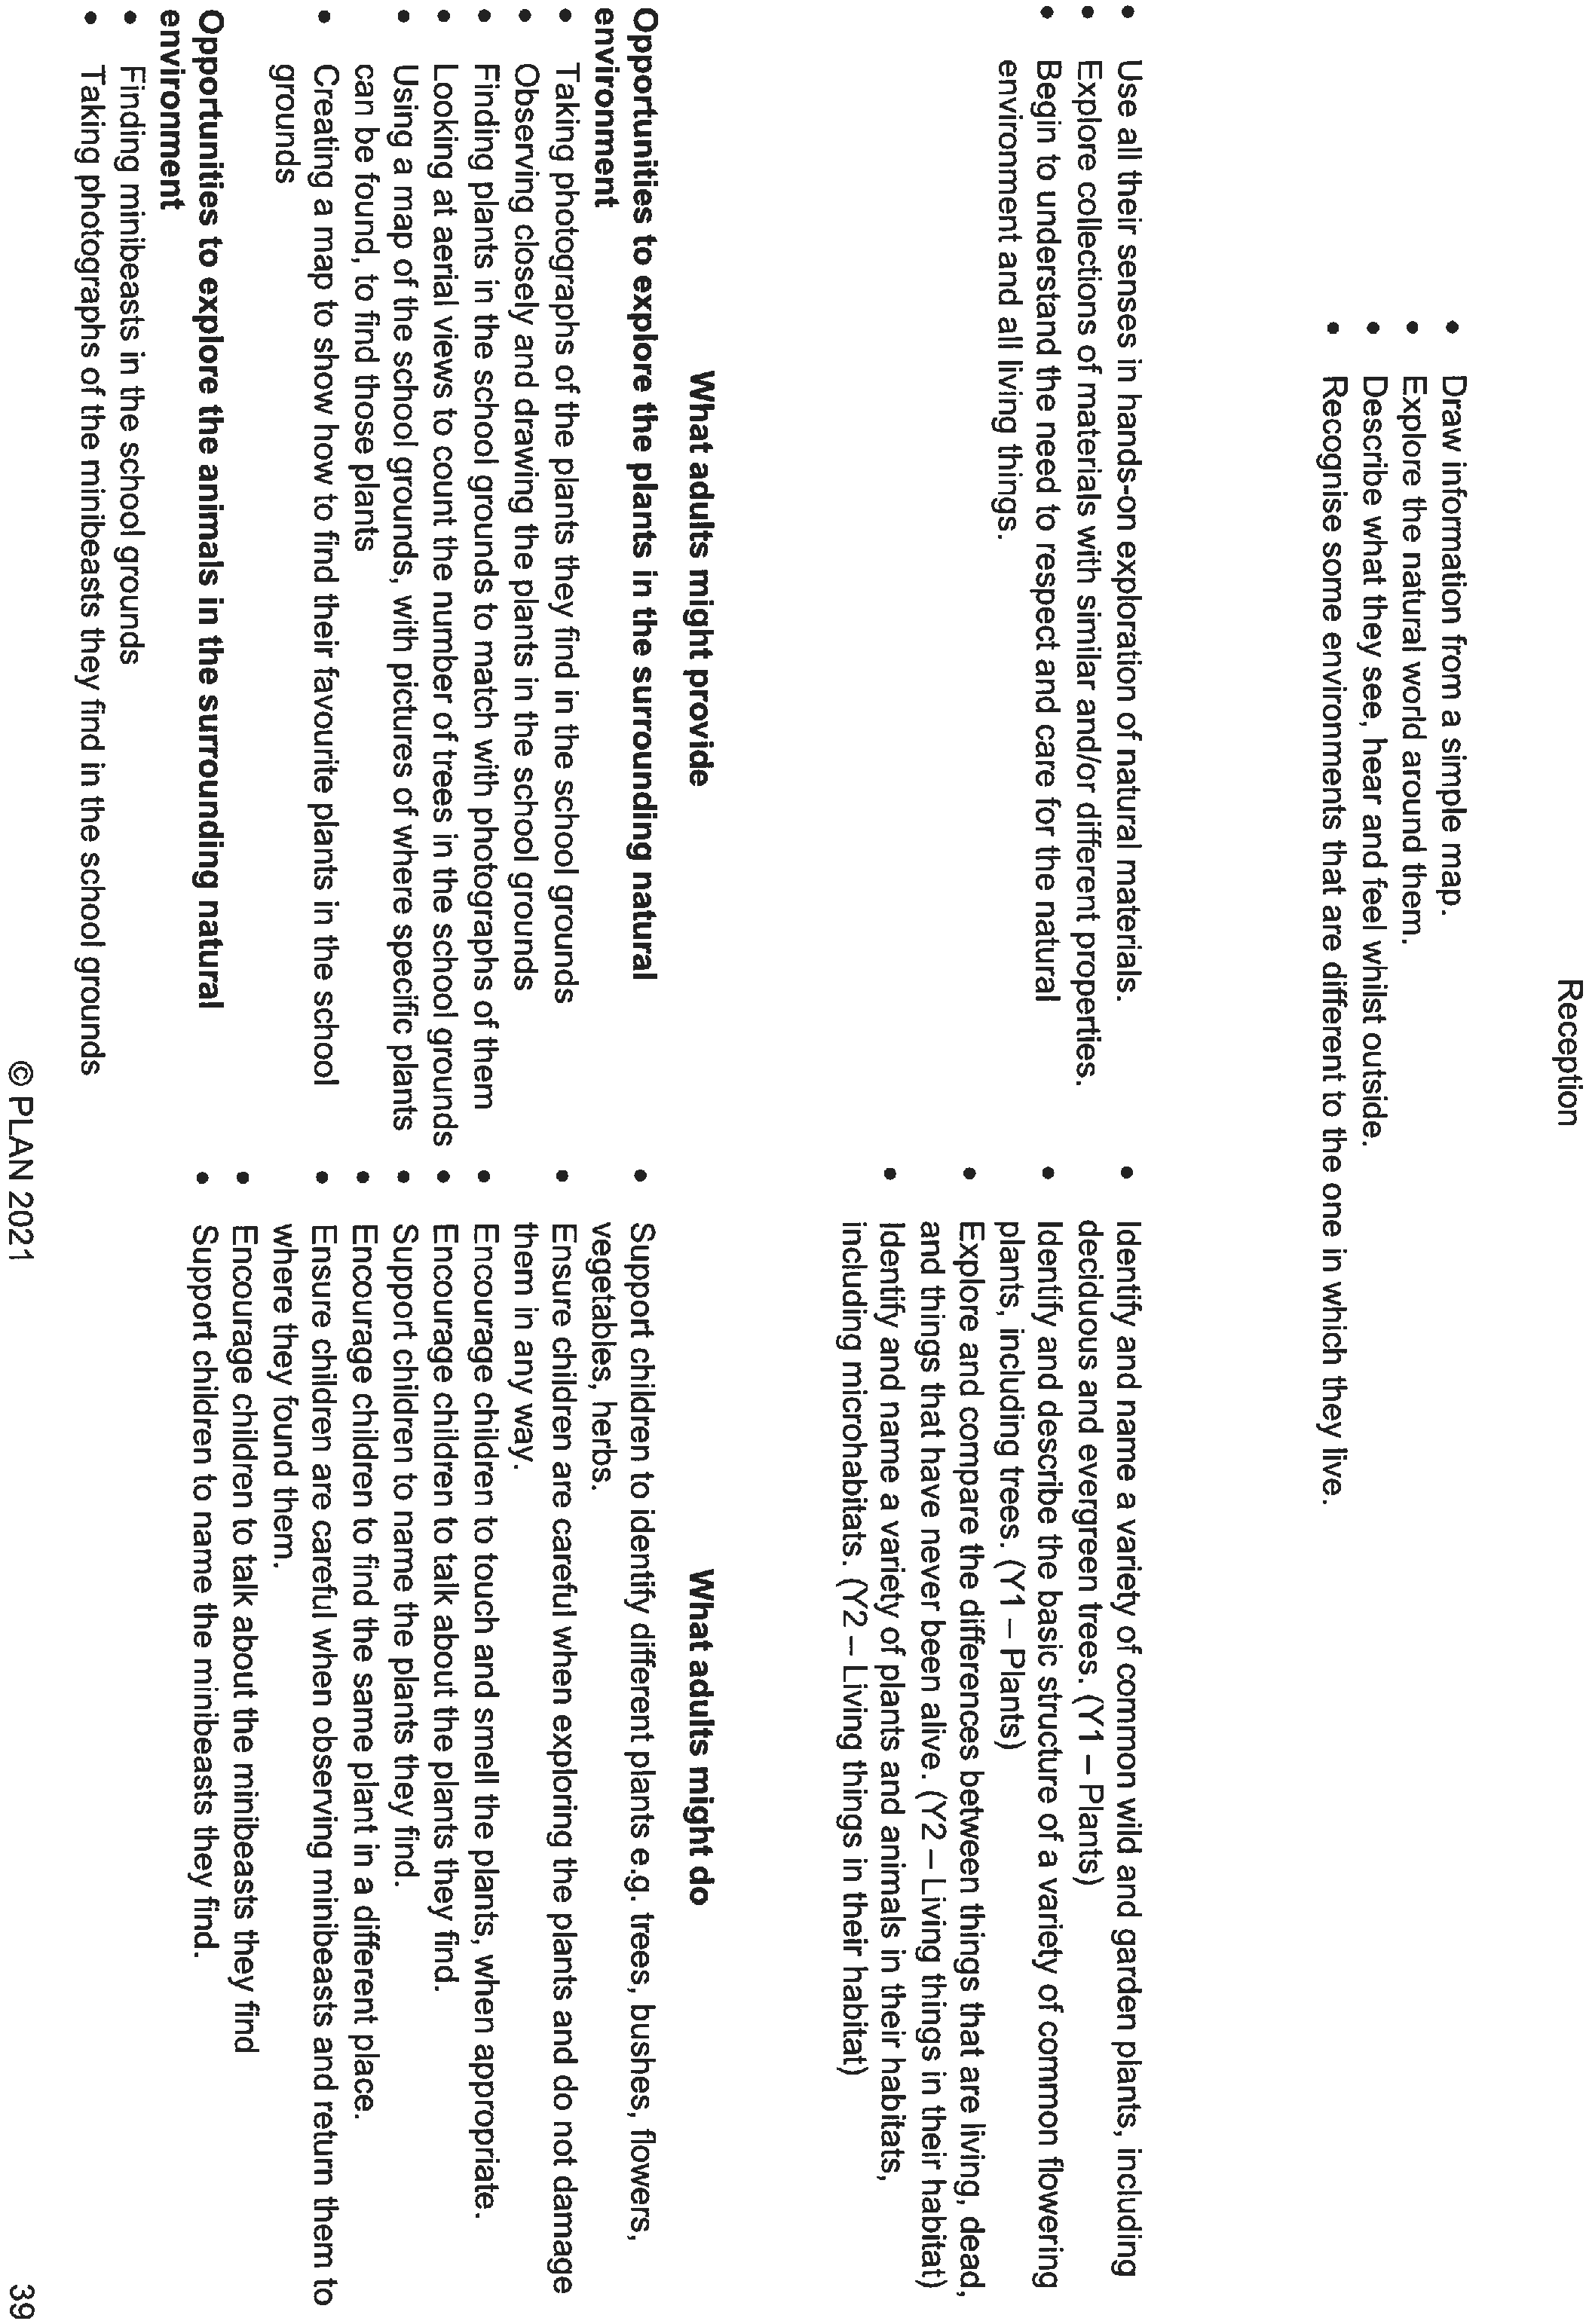 Reception
• Draw information from a simple map.
• Explore the natural world around them.
• Describe what they see, hear and feel whilst outside.
• Recognise some environments that are different to the one in which they live.
• Use all their senses in hands-on exploration of natural materials.
• Explore collections of materials with similar and/or different properties.
• Begin to understand the need to respect and care for the natural
environment and all living things.
• Identify and name a variety of common wild and garden plants, including
deciduous and evergreen trees. (Y1 – Plants)
• Identify and describe the basic structure of a variety of common flowering
plants, including trees. (Y1 – Plants)
• Explore and compare the differences between things that are living, dead,
and things that have never been alive. (Y2 – Living things in their habitat)
• Identify and name a variety of plants and animals in their habitats,
including microhabitats. (Y2 – Living things in their habitat)
What adults might provide
Opportunities to explore the plants in the surrounding natural
environment
• Taking photographs of the plants they find in the school grounds
• Observing closely and drawing the plants in the school grounds
• Finding plants in the school grounds to match with photographs of them
• Looking at aerial views to count the number of trees in the school grounds
• Using a map of the school grounds, with pictures of where specific plants
can be found, to find those plants
• Creating a map to show how to find their favourite plants in the school
grounds
Opportunities to explore the animals in the surrounding natural
environment
• Finding minibeasts in the school grounds
• Taking photographs of the minibeasts they find in the school grounds
What adults might do
• Support children to identify different plants e.g. trees, bushes, flowers,
vegetables, herbs.
• Ensure children are careful when exploring the plants and do not damage
them in any way.
• Encourage children to touch and smell the plants, when appropriate.
• Encourage children to talk about the plants they find.
• Support children to name the plants they find.
• Encourage children to find the same plant in a different place.
• Ensure children are careful when observing minibeasts and return them to
where they found them.
• Encourage children to talk about the minibeasts they find
• Support children to name the minibeasts they find.
© PLAN 2021
39